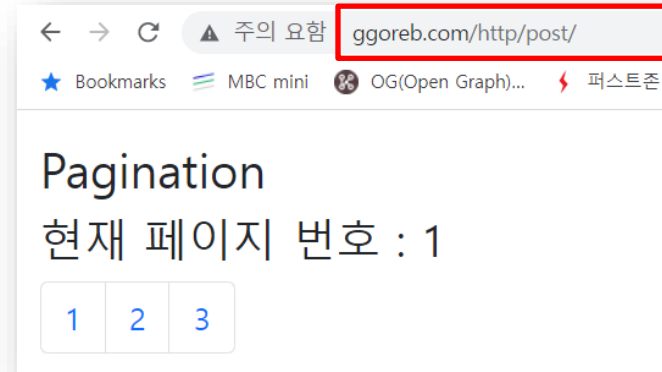 주의 요함 ggoreb.com/http/post/
Bookmarks MBC mini OG(Open Graph)... 퍼스트존
Pagination
현재 페이지 번호 : 1
1 2 3